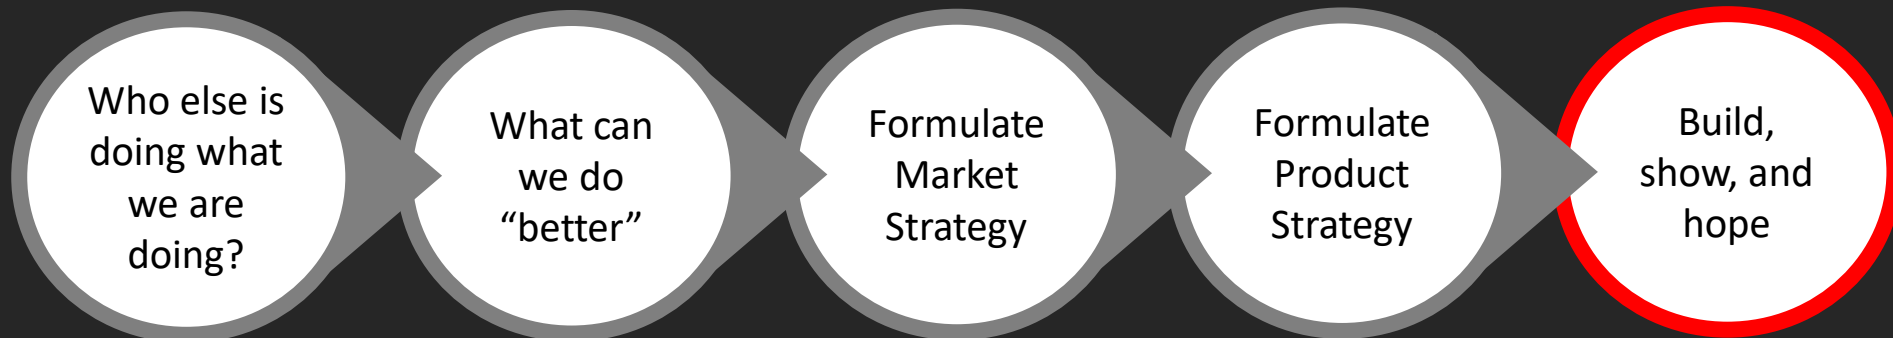 Who else is
doing what
we are
doing?
What can
we do
“better”
Formulate
Market
Strategy
Formulate
Product
Strategy
Build,
show, and
hope